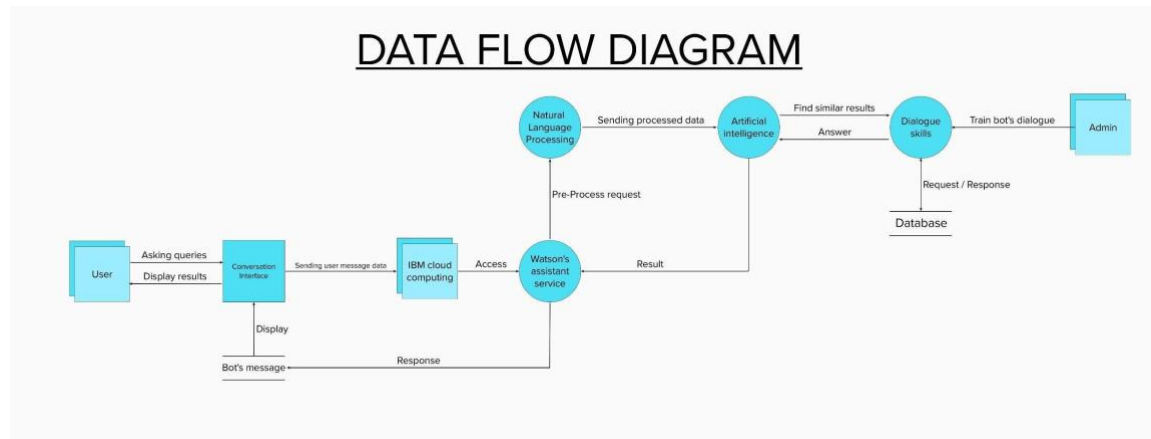 DATA FLOW DIAGRAM
Natural
Language
Processing
Sending processed data
Artificial
intelligence
Find similar results
Answer
Dialogue
skills
Train bot's dialogue
Admin
Pre-Process request
Request / Response
Database
User
Asking queries
Display results
Conversation
Interface
Sending user message data
IBM cloud
computing
Access
Watson's
assistant
service
Result
Display
Bot's message
Response